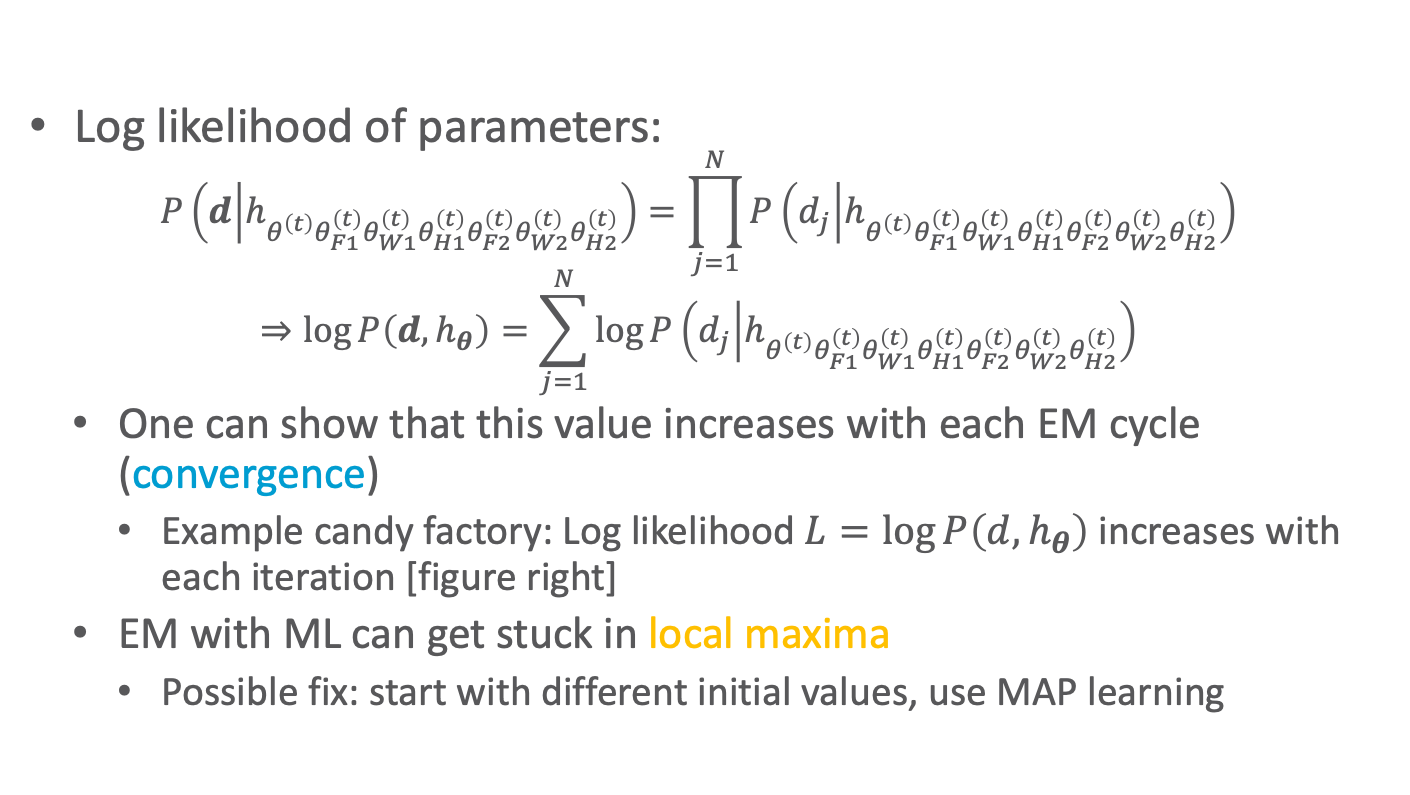 • Log likelihood of parameters:
P(𝒅|h_{θ^{(t)}θ_{F1}^{(t)}θ_{W1}^{(t)}θ_{H1}^{(t)}θ_{F2}^{(t)}θ_{W2}^{(t)}θ_{H2}^{(t)}}) = ∏_{j=1}^{N} P(d_j|h_{θ^{(t)}θ_{F1}^{(t)}θ_{W1}^{(t)}θ_{H1}^{(t)}θ_{F2}^{(t)}θ_{W2}^{(t)}θ_{H2}^{(t)}})
⇒ log P(𝒅, h_𝜽) = ∑_{j=1}^{N} log P(d_j|h_{θ^{(t)}θ_{F1}^{(t)}θ_{W1}^{(t)}θ_{H1}^{(t)}θ_{F2}^{(t)}θ_{W2}^{(t)}θ_{H2}^{(t)}})
• One can show that this value increases with each EM cycle
(convergence)
• Example candy factory: Log likelihood L = log P(d, h_𝜽) increases with
each iteration [figure right]
• EM with ML can get stuck in local maxima
• Possible fix: start with different initial values, use MAP learning